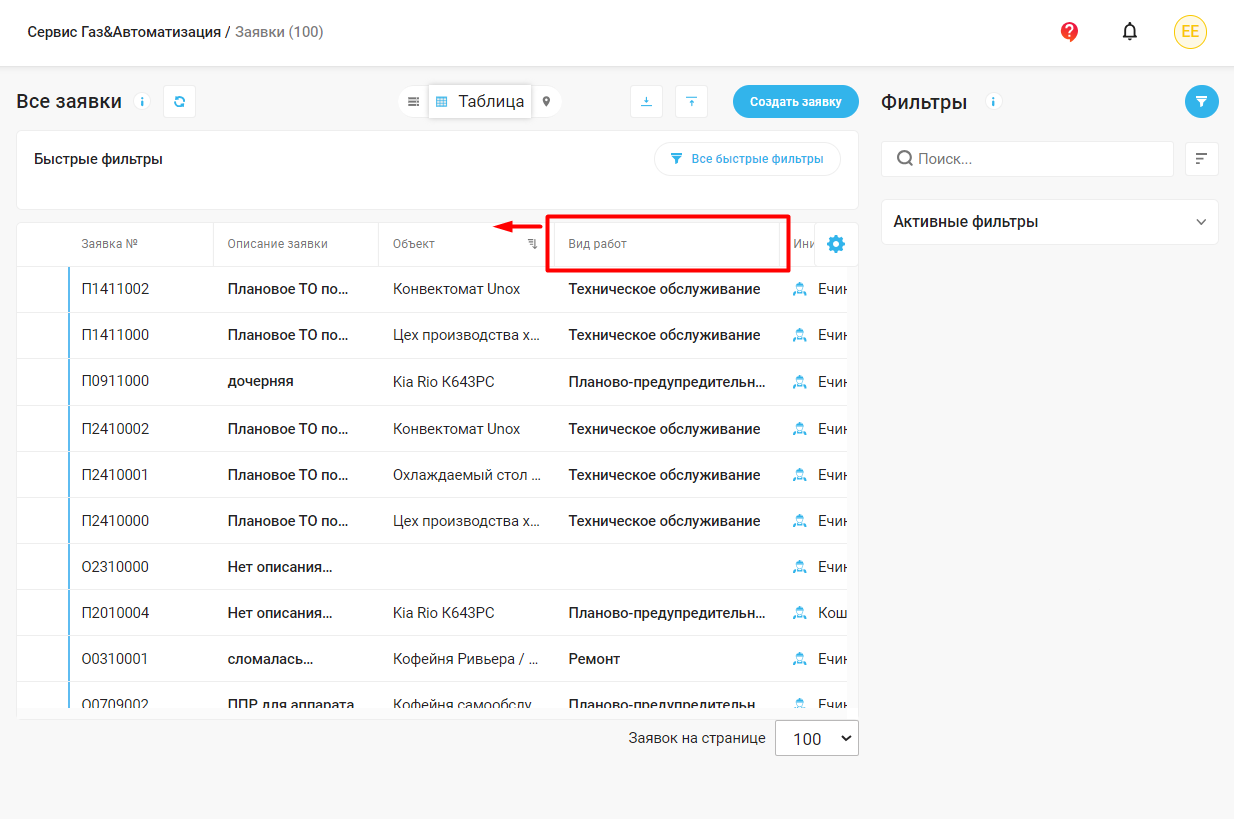 Сервис Газ&Автоматизация / Заявки (100)
EE
Все заявки
Таблица
Создать заявку
Фильтры
Быстрые фильтры
Все быстрые фильтры
Поиск...
Активные фильтры
Заявка № Описание заявки Объект Вид работ Ини
П1411002 Плановое ТО по... Конвектомат Unox Техническое обслуживание Ечин
П1411000 Плановое ТО по... Цех производства х... Техническое обслуживание Ечин
П0911000 дочерняя Kia Rio К643РС Планово-предупредительн... Ечин
П2410002 Плановое ТО по... Конвектомат Unox Техническое обслуживание Ечин
П2410001 Плановое ТО по... Охлаждаемый стол ... Техническое обслуживание Ечин
П2410000 Плановое ТО по... Цех производства х... Техническое обслуживание Ечин
О2310000 Нет описания... Ечин
П2010004 Нет описания... Kia Rio К643РС Планово-предупредительн... Кош
О0310001 сломалась... Кофейня Ривьера / ... Ремонт Ечин
О0709002 ППР для аппарата Кофейня самообслу Планово-предупредительн Ечин
Заявок на странице 100